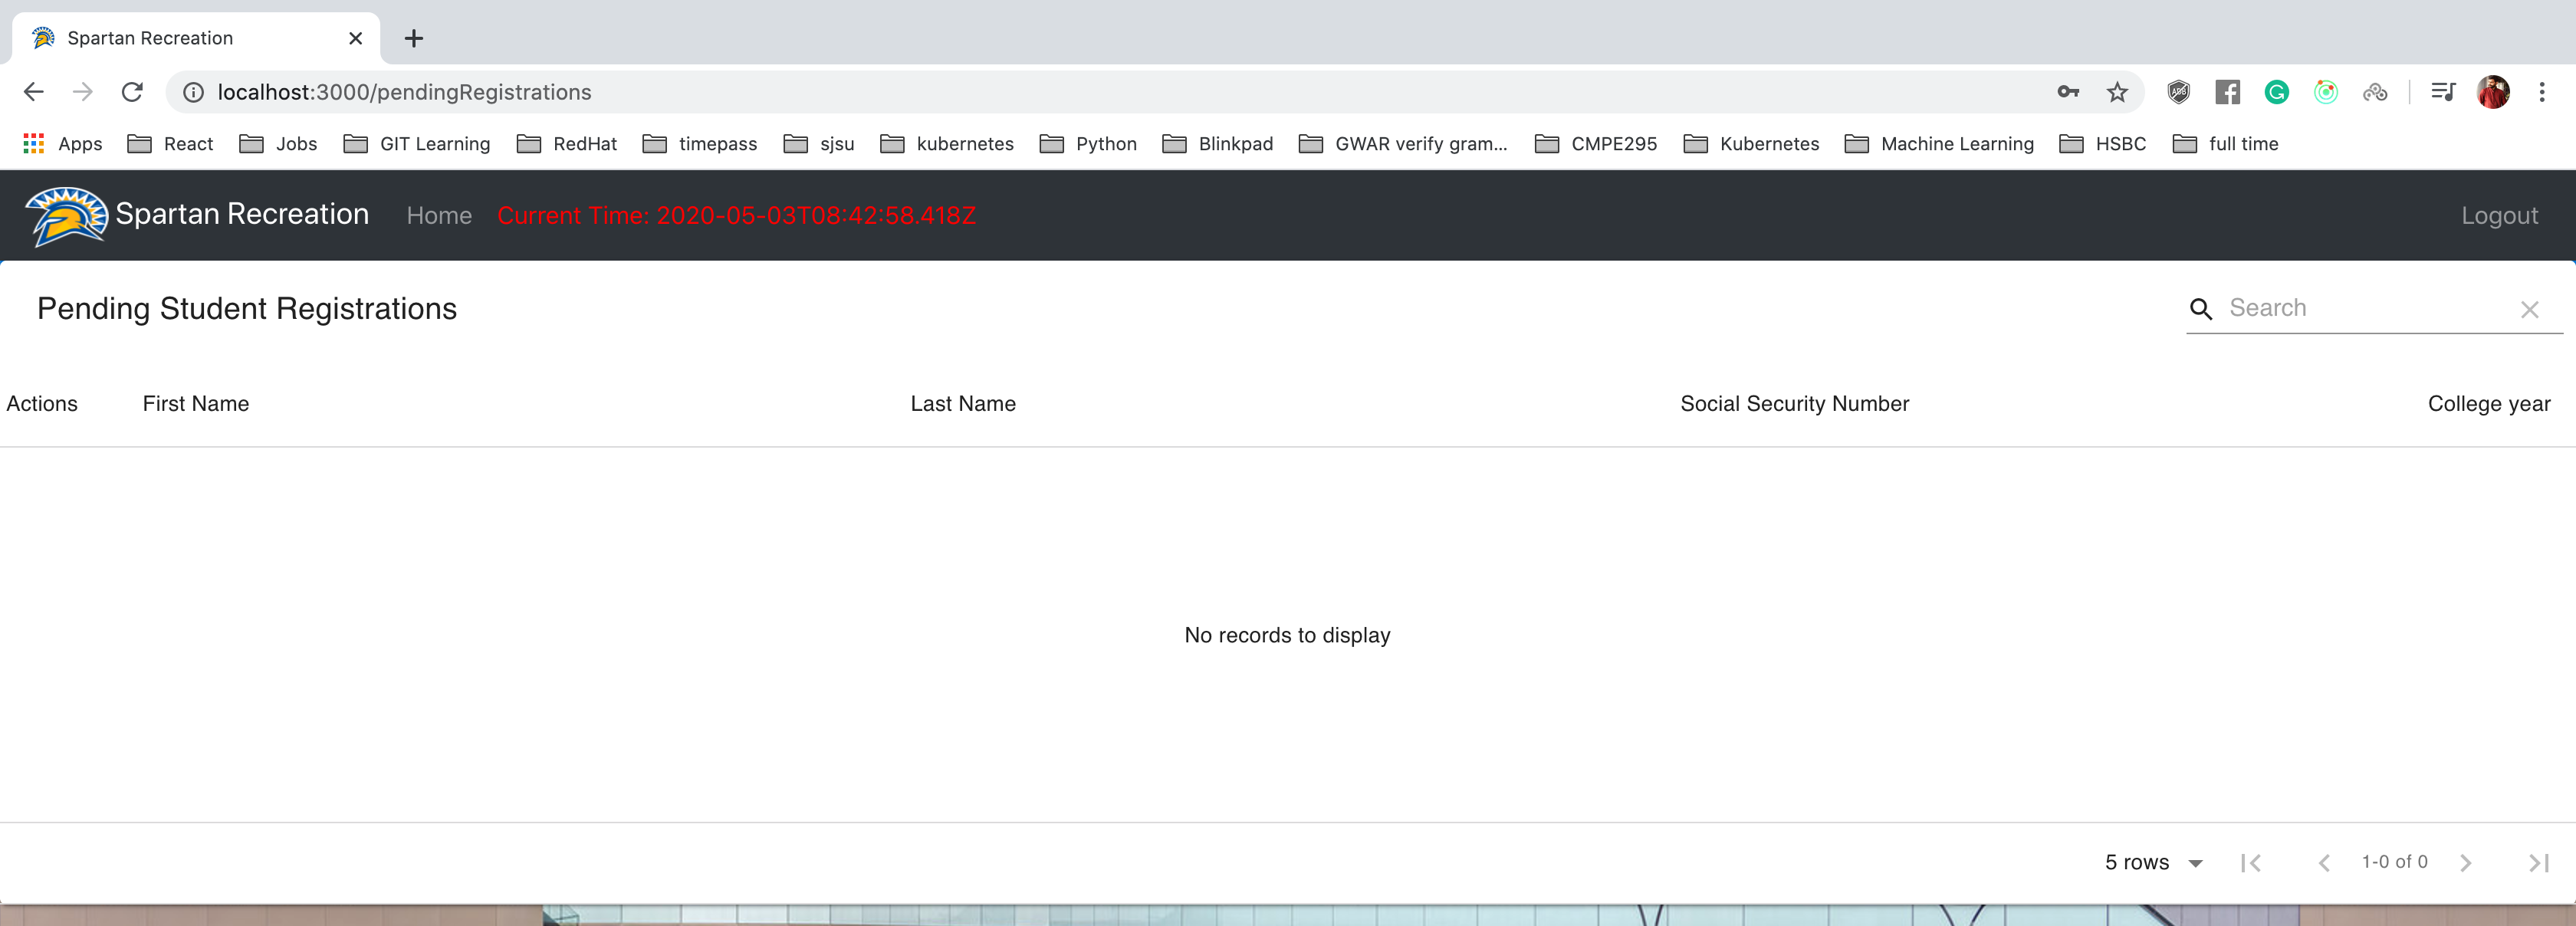 Spartan Recreation
localhost:3000/pendingRegistrations
Apps React Jobs GIT Learning RedHat timepass sjsu kubernetes Python Blinkpad GWAR verify gram... CMPE295 Kubernetes Machine Learning HSBC full time
Spartan Recreation Home Current Time: 2020-05-03T08:42:58.418Z Logout
Pending Student Registrations Search
Actions First Name Last Name Social Security Number College year
No records to display
5 rows 1-0 of 0